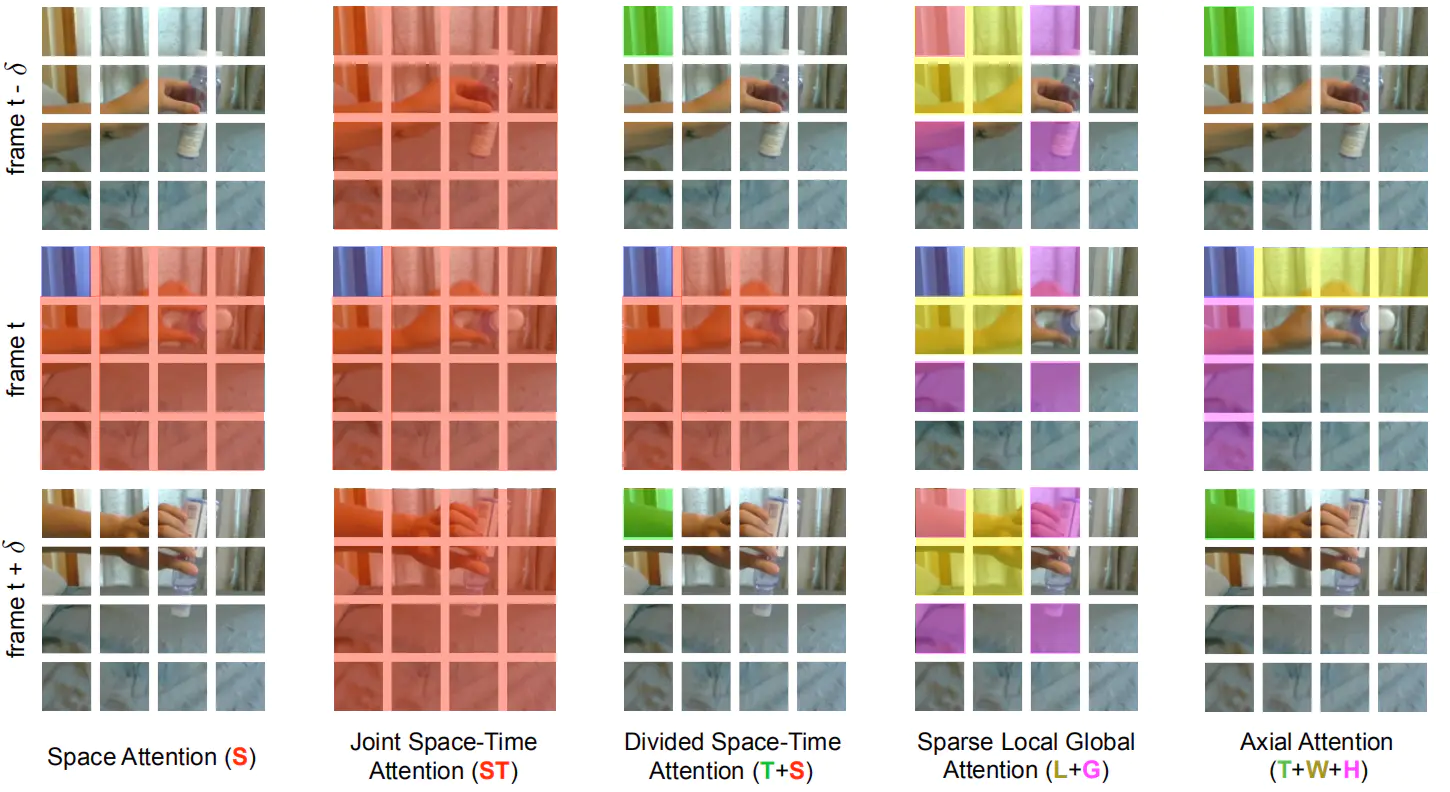 frame t - δ
frame t
frame t + δ
Space Attention (S)
Joint Space-Time
Attention (ST)
Divided Space-Time
Attention (T+S)
Sparse Local Global
Attention (L+G)
Axial Attention
(T+W+H)